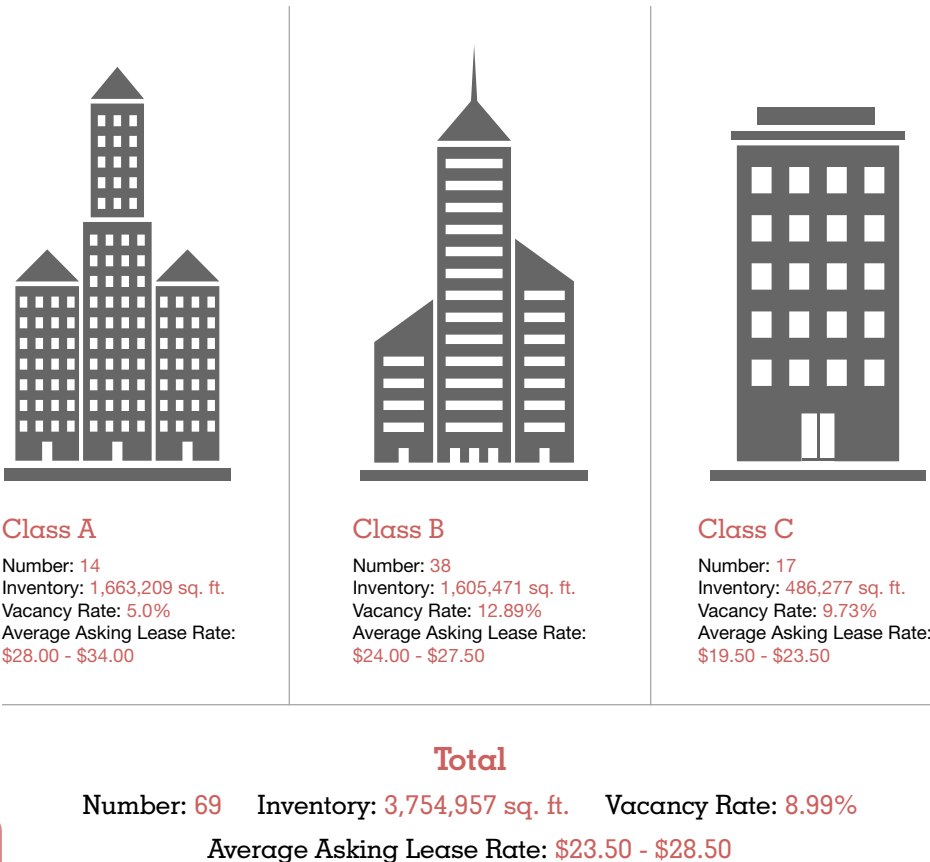 Class A
Number: 14
Inventory: 1,663,209 sq. ft.
Vacancy Rate: 5.0%
Average Asking Lease Rate:
$28.00 - $34.00
Class B
Number: 38
Inventory: 1,605,471 sq. ft.
Vacancy Rate: 12.89%
Average Asking Lease Rate:
$24.00 - $27.50
Class C
Number: 17
Inventory: 486,277 sq. ft.
Vacancy Rate: 9.73%
Average Asking Lease Rate:
$19.50 - $23.50
Total
Number: 69 Inventory: 3,754,957 sq. ft. Vacancy Rate: 8.99%
Average Asking Lease Rate: $23.50 - $28.50